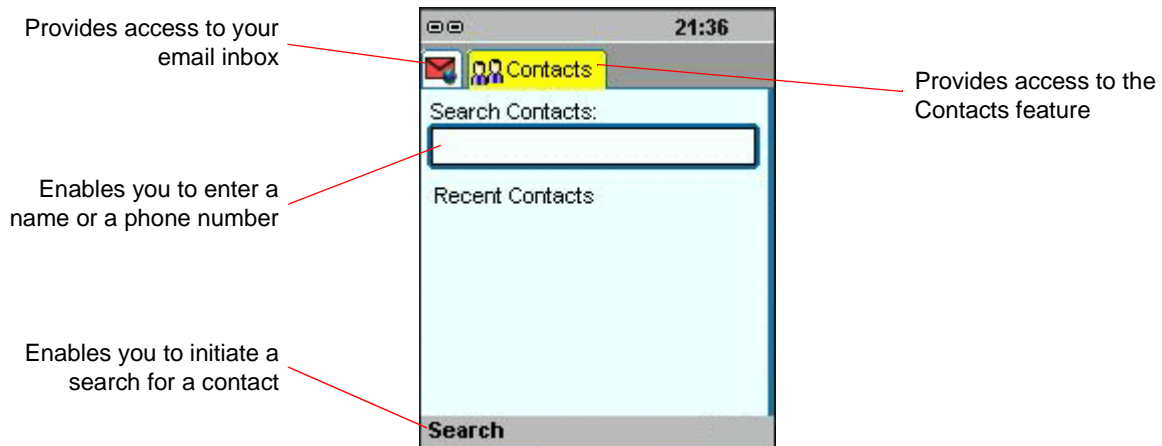 Provides access to your
email inbox
21:36
Contacts
Provides access to the
Contacts feature
Search Contacts:
Enables you to enter a
name or a phone number
Recent Contacts
Enables you to initiate a
search for a contact
Search